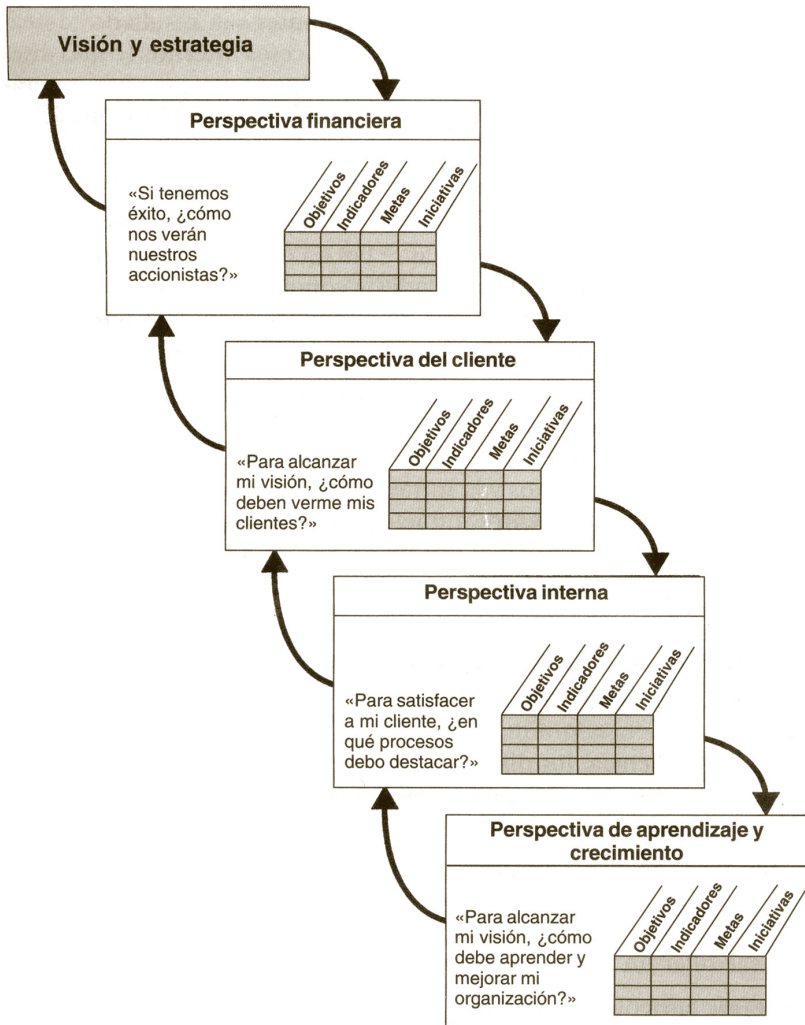 Visión y estrategia
Perspectiva financiera
«Si tenemos
éxito, ¿cómo
nos verán
nuestros
accionistas?»
Objetivos
Indicadores
Metas
Iniciativas
Perspectiva del cliente
«Para alcanzar
mi visión, ¿cómo
deben verme mis
clientes?»
Objetivos
Indicadores
Metas
Iniciativas
Perspectiva interna
«Para satisfacer
a mi cliente, ¿en
qué procesos
debo destacar?»
Objetivos
Indicadores
Metas
Iniciativas
Perspectiva de aprendizaje y
crecimiento
«Para alcanzar
mi visión, ¿cómo
debe aprender y
mejorar mi
organización?»
Objetivos
Indicadores
Metas
Iniciativas